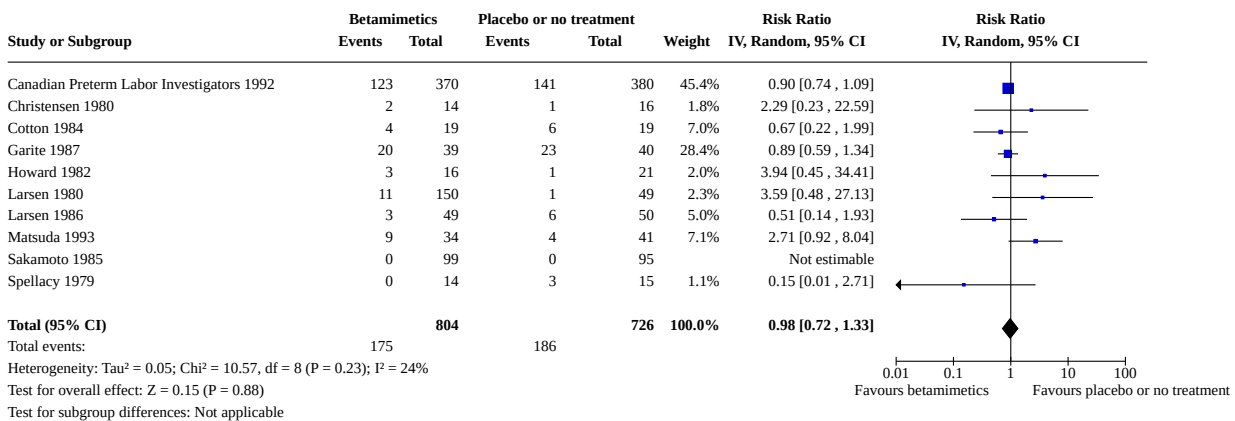 Betamimetics Placebo or no treatment Risk Ratio Risk Ratio
Study or Subgroup Events Total Events Total Weight IV, Random, 95% CI IV, Random, 95% CI
Canadian Preterm Labor Investigators 1992 123 370 141 380 45.4% 0.90 [0.74 , 1.09]
Christensen 1980 2 14 1 16 1.8% 2.29 [0.23 , 22.59]
Cotton 1984 4 19 6 19 7.0% 0.67 [0.22 , 1.99]
Garite 1987 20 39 23 40 28.4% 0.89 [0.59 , 1.34]
Howard 1982 3 16 1 21 2.0% 3.94 [0.45 , 34.41]
Larsen 1980 11 150 1 49 2.3% 3.59 [0.48 , 27.13]
Larsen 1986 3 49 6 50 5.0% 0.51 [0.14 , 1.93]
Matsuda 1993 9 34 4 41 7.1% 2.71 [0.92 , 8.04]
Sakamoto 1985 0 99 0 95 Not estimable
Spellacy 1979 0 14 3 15 1.1% 0.15 [0.01 , 2.71]
Total (95% CI) 804 726 100.0% 0.98 [0.72 , 1.33]
Total events: 175 186
Heterogeneity: Tau² = 0.05; Chi² = 10.57, df = 8 (P = 0.23); I² = 24%
Test for overall effect: Z = 0.15 (P = 0.88)
Test for subgroup differences: Not applicable
0.01 0.1 1 10 100
Favours betamimetics Favours placebo or no treatment